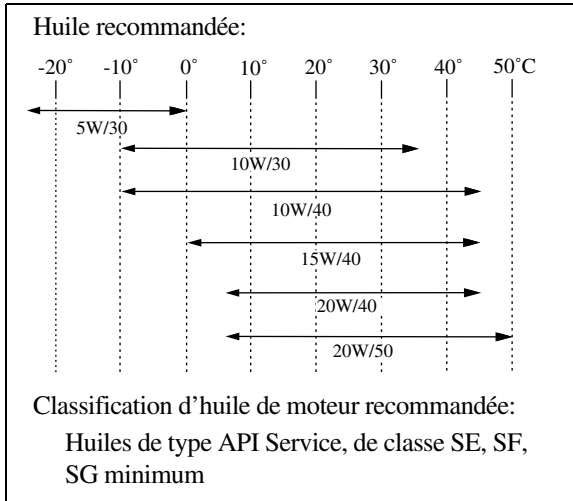 Huile recommandée:
-20˚ -10˚ 0˚ 10˚ 20˚ 30˚ 40˚ 50˚C
5W/30
10W/30
10W/40
15W/40
20W/40
20W/50
Classification d’huile de moteur recommandée:
Huiles de type API Service, de classe SE, SF,
SG minimum